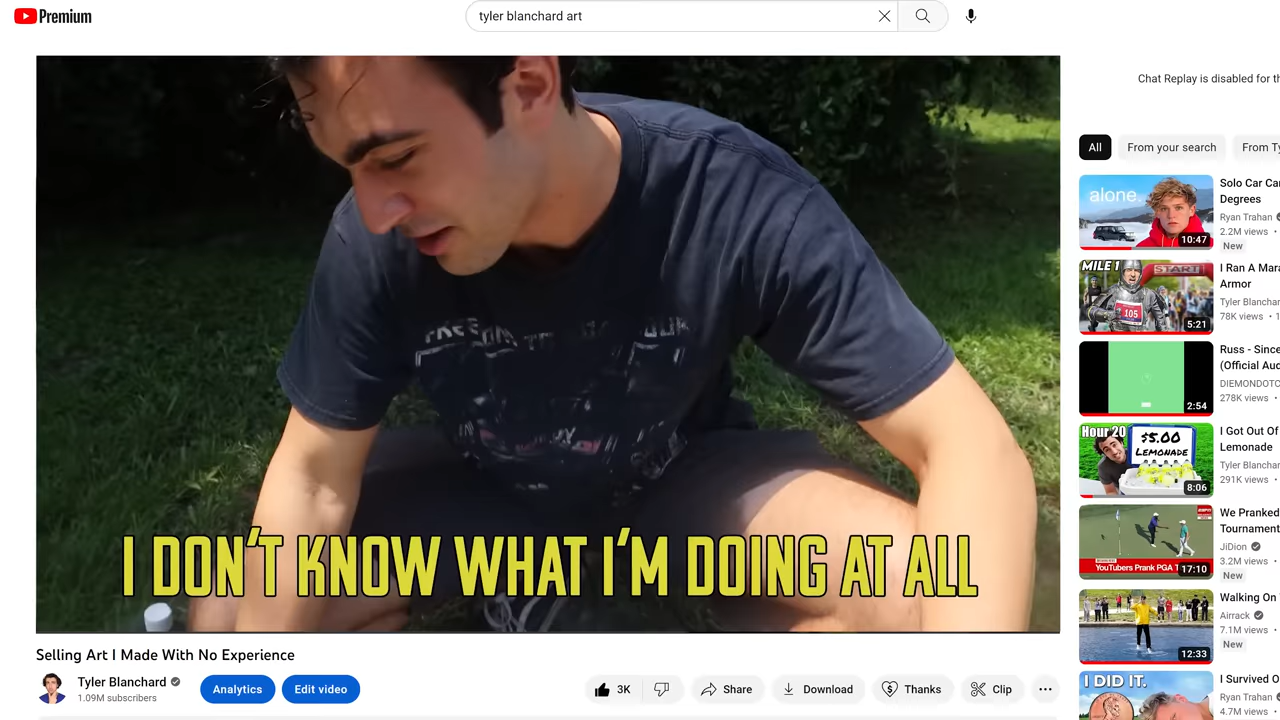 Premium
tyler blanchard art
I DON'T KNOW WHAT I'M DOING AT ALL
Selling Art I Made With No Experience
Tyler Blanchard
1.09M subscribers
Analytics
Edit video
3K
Share
Download
Thanks
Clip
Chat Replay is disabled for th
All
From your search
From Ty
alone.
10:47
Solo Car Ca
Degrees
Ryan Trahan
2.2M views •
New
MILE 1
START
105
5:21
I Ran A Mara
Armor
Tyler Blanchar
78K views • 1
2:54
Russ - Since
(Official Aud
DIEMONDOTC
278K views •
Hour 20
$5.00
LEMONADE
8:06
I Got Out Of
Lemonade
Tyler Blanchar
291K views •
ESPN
YouTubers Prank PGA T
17:10
We Pranked
Tournament
JiDion
3.2M views •
New
12:33
Walking On
Airrack
7.1M views •
New
I DID IT.
I Survived O
Ryan Trahan
4.7M views •